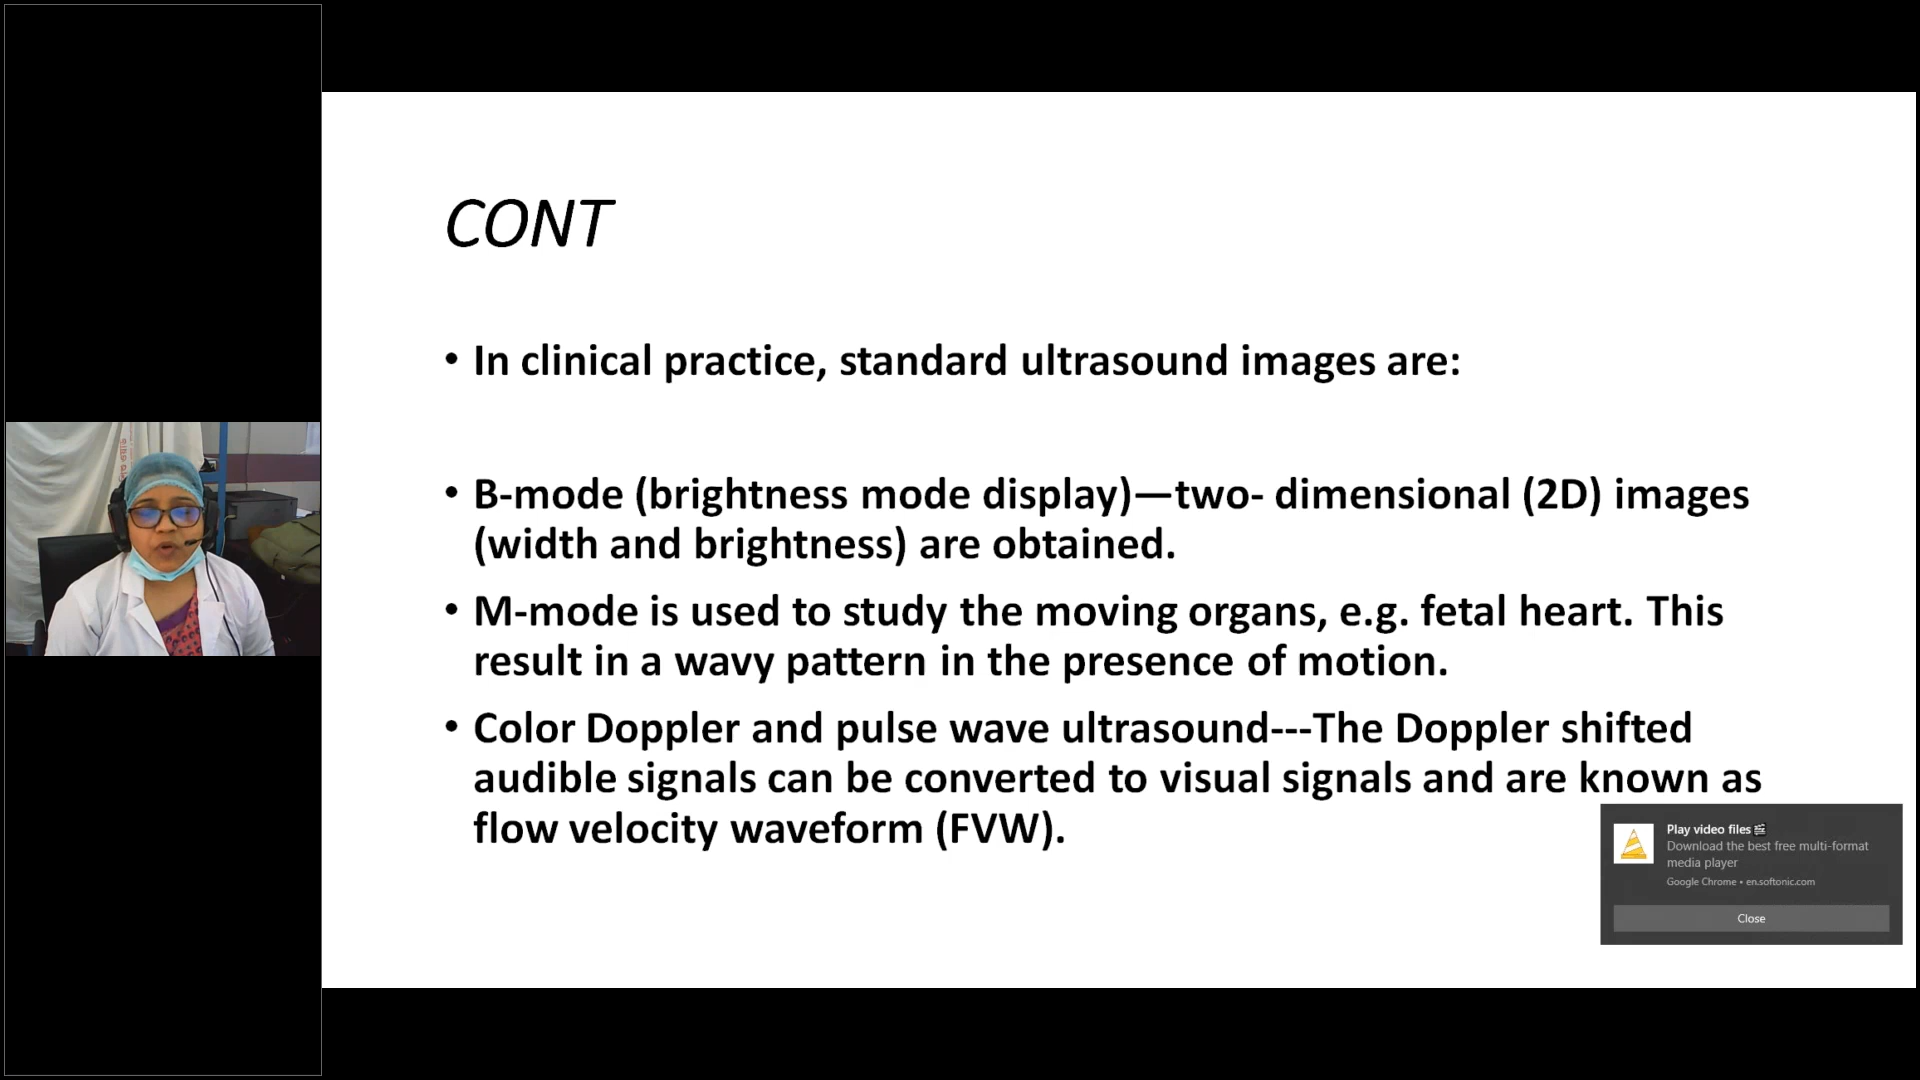 CONT
• In clinical practice, standard ultrasound images are:
• B-mode (brightness mode display)—two- dimensional (2D) images
(width and brightness) are obtained.
• M-mode is used to study the moving organs, e.g. fetal heart. This
result in a wavy pattern in the presence of motion.
• Color Doppler and pulse wave ultrasound---The Doppler shifted
audible signals can be converted to visual signals and are known as
flow velocity waveform (FVW).
Play video files🎬
Download the best free multi-format
media player
Google Chrome • en.softonic.com
Close